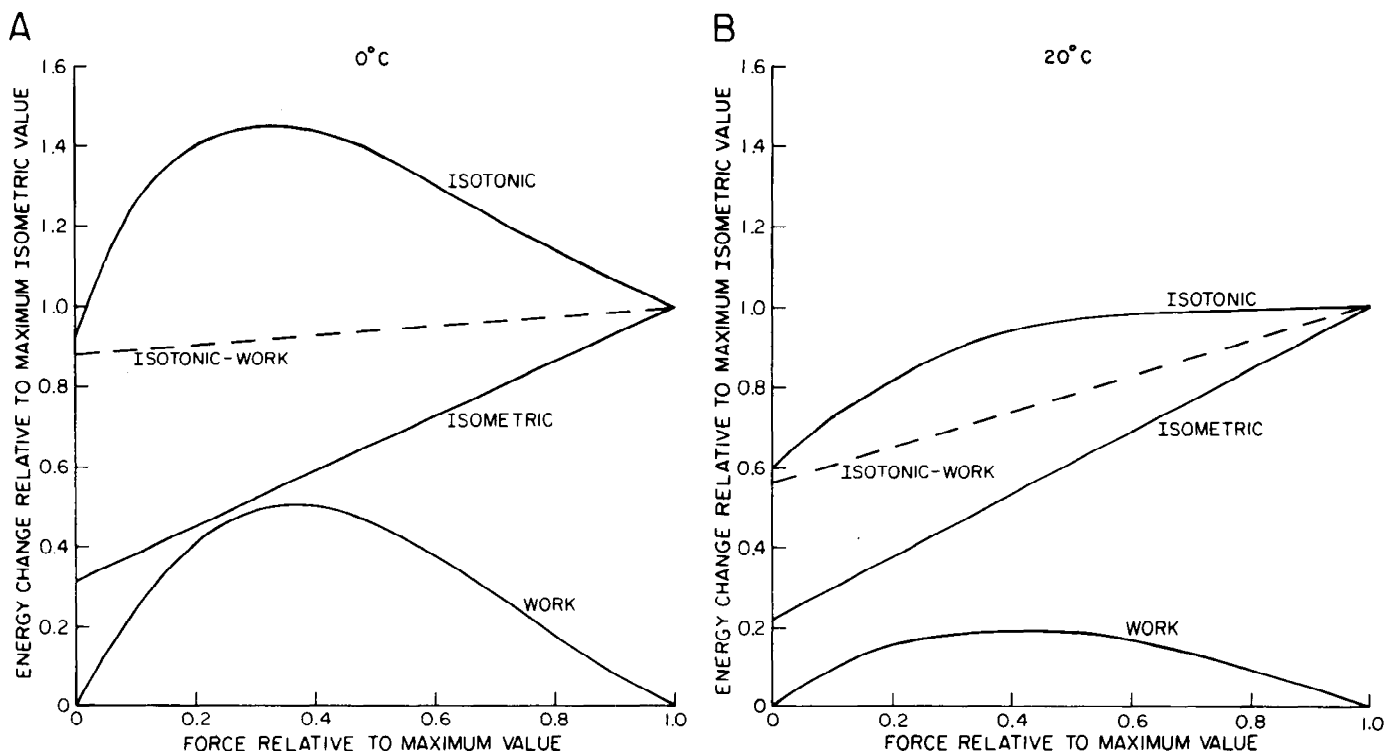 A
0°C
ENERGY CHANGE RELATIVE TO MAXIMUM ISOMETRIC VALUE
1.6
1.4
1.2
1.0
0.8
0.6
0.4
0.2
0
ISOTONIC
ISOTONIC-WORK
ISOMETRIC
WORK
0 0.2 0.4 0.6 0.8 1.0
FORCE RELATIVE TO MAXIMUM VALUE
B
20°C
ENERGY CHANGE RELATIVE TO MAXIMUM ISOMETRIC VALUE
1.6
1.4
1.2
1.0
0.8
0.6
0.4
0.2
0
ISOTONIC
ISOTONIC-WORK
ISOMETRIC
WORK
0 0.2 0.4 0.6 0.8 1.0
FORCE RELATIVE TO MAXIMUM VALUE